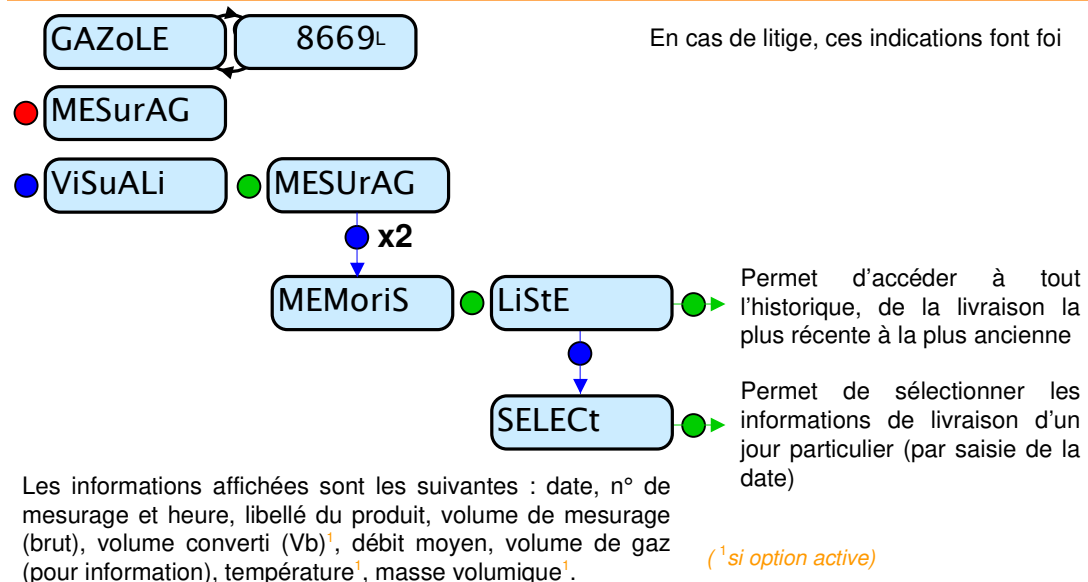 GAZoLE 8669L
En cas de litige, ces indications font foi
MESurAG
ViSuALi MESUrAG
x2
MEMoriS LiStE
Permet d'accéder à tout
l'historique, de la livraison la
plus récente à la plus ancienne
SELECt
Permet de sélectionner les
informations de livraison d'un
jour particulier (par saisie de la
date)
Les informations affichées sont les suivantes : date, n° de
mesurage et heure, libellé du produit, volume de mesurage
(brut), volume converti (Vb)¹, débit moyen, volume de gaz
(pour information), température¹, masse volumique¹.
( ¹si option active)